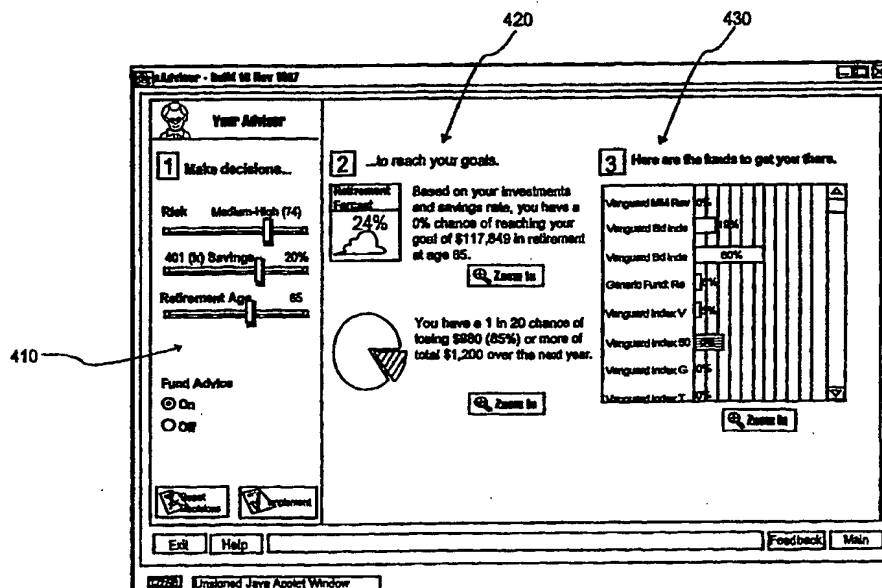 420
430
Your Adviser
1 Make decisions...
Risk Medium-High (74)
401 (k) Savings 20%
Retirement Age 65
410
Fund Advice
On
Off
Exit
Help
2 ...to reach your goals.
Retirement
24%
Based on your investments
and savings rate, you have a
0% chance of reaching your
goal of $117,849 in retirement
at age 65.
Zoom In
You have a 1 in 20 chance of
losing $980 (85%) or more of
total $1,200 over the next year.
Zoom In
3 Here are the funds to get you there.
Vanguard MM 0%
Vanguard Bd Inde
Vanguard Bd Inde 60%
Generic Fund: Re
Vanguard Index V
Vanguard Index 50
Vanguard Index G 0%
Vanguard Index T 0%
Zoom In
Feedback
Main
Unsigned Java Applet Window